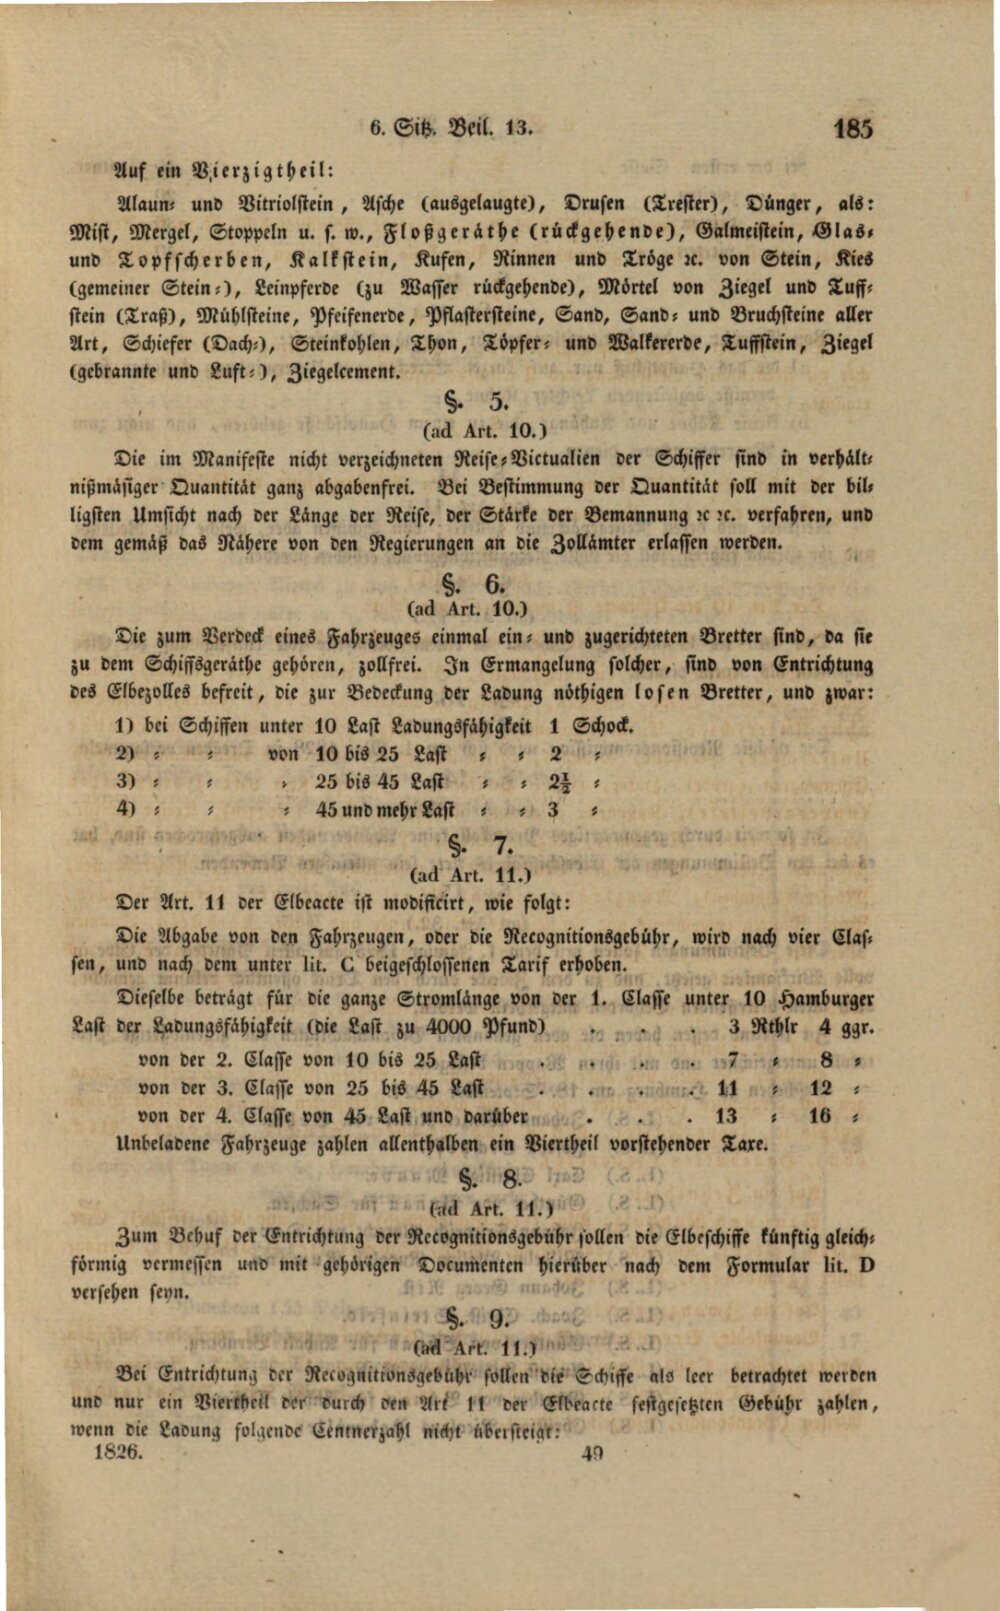 6. Sitz. Beil. 13. 185
Auf ein Vierzigtheil:
Alaun- und Vitriolstein, Asche (ausgelaugte), Drusen (Trester), Dünger, als:
Mist, Mergel, Stoppeln u. s. w., Floßgeräthe (rückgehende), Galmeistein, Glas-
und Topfscherben, Kalkstein, Kufen, Rinnen und Tröge ꝛc. von Stein, Kies
(gemeiner Stein-), Leinpferde (zu Wasser rückgehende), Mörtel von Ziegel und Tuff-
stein (Traß), Mühlsteine, Pfeifenerde, Pflastersteine, Sand, Sand- und Bruchsteine aller
Art, Schiefer (Dach-), Steinkohlen, Thon, Töpfer- und Walkererde, Tuffstein, Ziegel
(gebrannte und Luft-), Ziegelcement.
§. 5.
(ad Art. 10.)
Die im Manifeste nicht verzeichneten Reise-Victualien der Schiffer sind in verhält-
nißmäsiger Quantität ganz abgabenfrei. Bei Bestimmung der Quantität soll mit der bil-
ligsten Umsicht nach der Länge der Reise, der Stärke der Bemannung ꝛc ꝛc. verfahren, und
dem gemäß das Nähere von den Regierungen an die Zollämter erlassen werden.
§. 6.
(ad Art. 10.)
Die zum Verdeck eines Fahrzeuges einmal ein- und zugerichteten Bretter sind, da sie
zu dem Schiffsgeräthe gehören, zollfrei. In Ermangelung solcher, sind von Entrichtung
des Elbezolles befreit, die zur Bedeckung der Ladung nöthigen losen Bretter, und zwar:
1) bei Schiffen unter 10 Last Ladungsfähigkeit 1 Schock.
2) - - von 10 bis 25 Last - - 2 -
3) - - - 25 bis 45 Last - - 2½ -
4) - - - 45 und mehr Last - - 3 -
§. 7.
(ad Art. 11.)
Der Art. 11 der Elbeacte ist modificirt, wie folgt:
Die Abgabe von den Fahrzeugen, oder die Recognitionsgebühr, wird nach vier Clas-
sen, und nach dem unter lit. C beigeschlossenen Tarif erhoben.
Dieselbe beträgt für die ganze Stromlänge von der 1. Classe unter 10 Hamburger
Last der Ladungsfähigkeit (die Last zu 4000 Pfund) . . . 3 Rthlr 4 ggr.
von der 2. Classe von 10 bis 25 Last . . . . 7 - 8 -
von der 3. Classe von 25 bis 45 Last . . . . 11 - 12 -
von der 4. Classe von 45 Last und darüber . . . 13 - 16 -
Unbeladene Fahrzeuge zahlen allenthalben ein Viertheil vorstehender Taxe.
§. 8.
(ad Art. 11.)
Zum Behuf der Entrichtung der Recognitionsgebühr sollen die Elbeschiffe künftig gleich-
förmig vermessen und mit gehörigen Documenten hierüber nach dem Formular lit. D
versehen seyn.
§. 9.
(ad Art. 11.)
Bei Entrichtung der Recognitionsgebühr sollen die Schiffe als leer betrachtet werden
und nur ein Viertheil der durch den Art 11 der Elbeacte festgesetzten Gebühr zahlen,
wenn die Ladung folgende Centnerzahl nicht übersteigt:
1826. 49